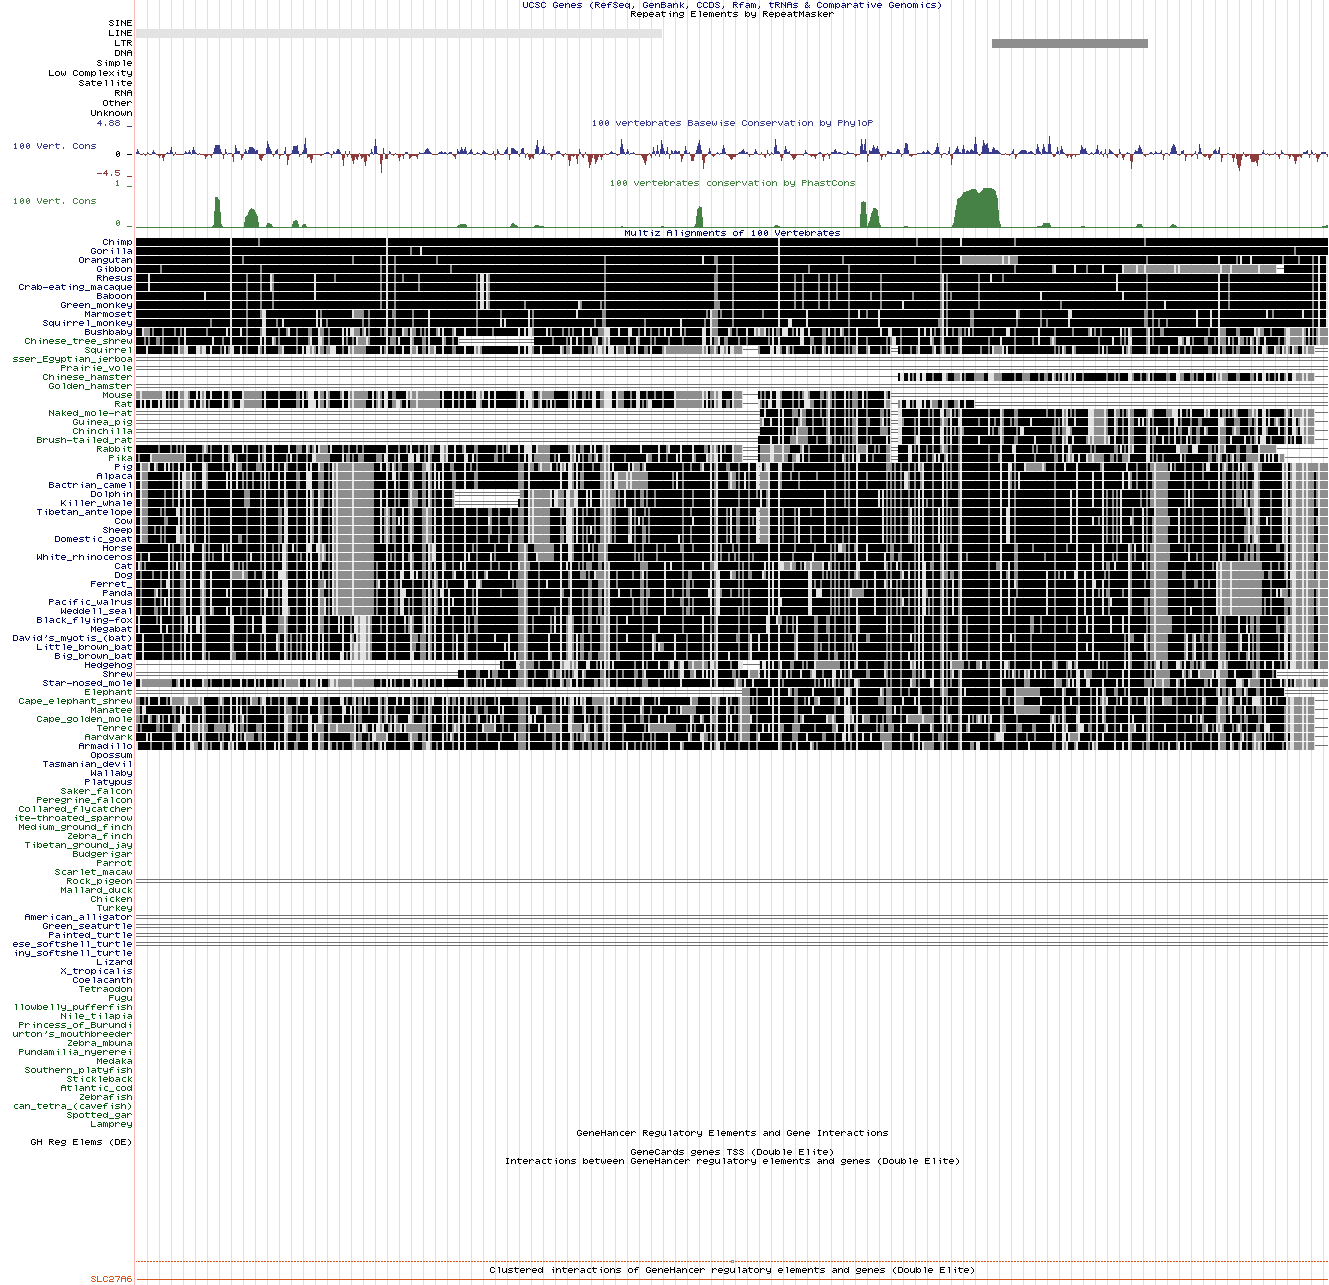 UCSC Genes (RefSeq, GenBank, CCDS, Rfam, tRNAs & Comparative Genomics)
Repeating Elements by RepeatMasker
SINE
LINE
LTR
DNA
Simple
Low Complexity
Satellite
RNA
Other
Unknown
100 vertebrates Basewise Conservation by PhyloP
4.88 _
100 Vert. Cons
0 -
-4.5 _
100 vertebrates conservation by PhastCons
1 _
100 Vert. Cons
0 _
Multiz Alignments of 100 Vertebrates
Chimp
Gorilla
Orangutan
Gibbon
Rhesus
Crab-eating_macaque
Baboon
Green_monkey
Marmoset
Squirrel_monkey
Bushbaby
Chinese_tree_shrew
Squirrel
sser_Egyptian_jerboa
Prairie_vole
Chinese_hamster
Golden_hamster
Mouse
Rat
Naked_mole-rat
Guinea_pig
Chinchilla
Brush-tailed_rat
Rabbit
Pika
Pig
Alpaca
Bactrian_camel
Dolphin
Killer_whale
Tibetan_antelope
Cow
Sheep
Domestic_goat
Horse
White_rhinoceros
Cat
Dog
Ferret_
Panda
Pacific_walrus
Weddell_seal
Black_flying-fox
Megabat
David's_myotis_(bat)
Little_brown_bat
Big_brown_bat
Hedgehog
Shrew
Star-nosed_mole
Elephant
Cape_elephant_shrew
Manatee
Cape_golden_mole
Tenrec
Aardvark
Armadillo
Opossum
Tasmanian_devil
Wallaby
Platypus
Saker_falcon
Peregrine_falcon
Collared_flycatcher
ite-throated_sparrow
Medium_ground_finch
Zebra_finch
Tibetan_ground_jay
Budgerigar
Parrot
Scarlet_macaw
Rock_pigeon
Mallard_duck
Chicken
Turkey
American_alligator
Green_seaturtle
Painted_turtle
ese_softshell_turtle
iny_softshell_turtle
Lizard
X_tropicalis
Coelacanth
Tetraodon
Fugu
llowbelly_pufferfish
Nile_tilapia
Princess_of_Burundi
urton's_mouthbreeder
Zebra_mbuna
Pundamilia_nyererei
Medaka
Southern_platyfish
Stickleback
Atlantic_cod
Zebrafish
can_tetra_(cavefish)
Spotted_gar
Lamprey
GeneHancer Regulatory Elements and Gene Interactions
GH Reg Elems (DE)
GeneCards genes TSS (Double Elite)
Interactions between GeneHancer regulatory elements and genes (Double Elite)
Clustered interactions of GeneHancer regulatory elements and genes (Double Elite)
SLC27A6